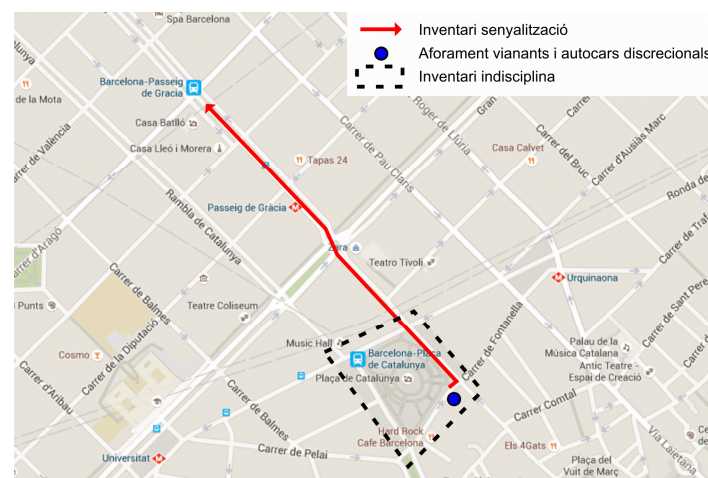 Inventari senyalització
Aforament vianants i autocars discrecionals
Inventari indisciplina
Spa Barcelona
Barcelona-Passeig
de Gracia
de la Mota
Casa Batlló
Casa Lleó i Morera
Carrer de València
Tapas 24
Carrer de Pau Claris
Roger de Llúria
Gran
Casa Calvet
Carrer del Bruc
Carrer d'Ausiàs Marc
Ronda de
Passeig de Gràcia
Rambla de Catalunya
Zara
Teatro Tívoli
Urquinaona
Carrer de Traf
Carrer de Sant Pere
Carrer de Balmes
Teatre Coliseum
Punts
Music Hall
Barcelona-Plaça
de Catalunya
Plaça de Catalunya
Carrer de Fontanella
Palau de la
Música Catalana
Antic Teatre -
Espai de Creació
Cosmo
Carrer de la Diputació
Carrer d'Aribau
Carrer de Balmes
Carrer Comtal
Hard Rock
Cafe Barcelona
Els 4Gats
Via Laietana
Universitat
Carrer de Pelai
Plaça del
Vuit de Març